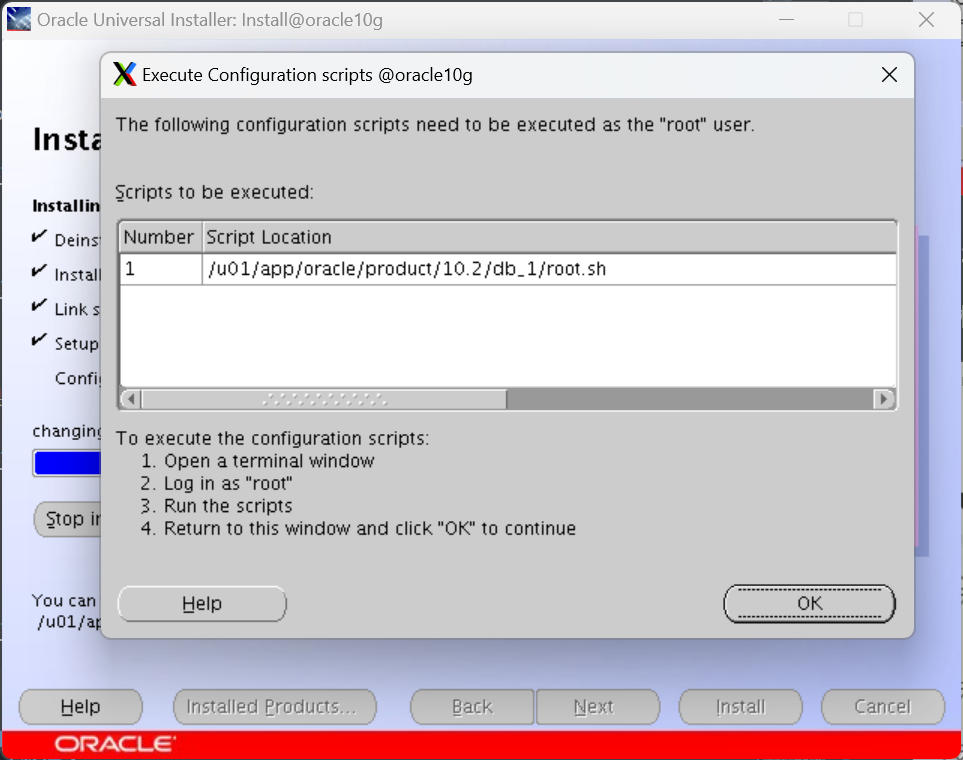 Oracle Universal Installer: Install@oracle10g
Execute Configuration scripts @oracle10g
The following configuration scripts need to be executed as the "root" user.
Scripts to be executed:
Number Script Location
1 /u01/app/oracle/product/10.2/db_1/root.sh
To execute the configuration scripts:
1. Open a terminal window
2. Log in as "root"
3. Run the scripts
4. Return to this window and click "OK" to continue
Help OK
Installin
Link s
Setup
changing
Stop in
You can
/u01/ap
Help Installed Products... Back Next Install Cancel
ORACLE